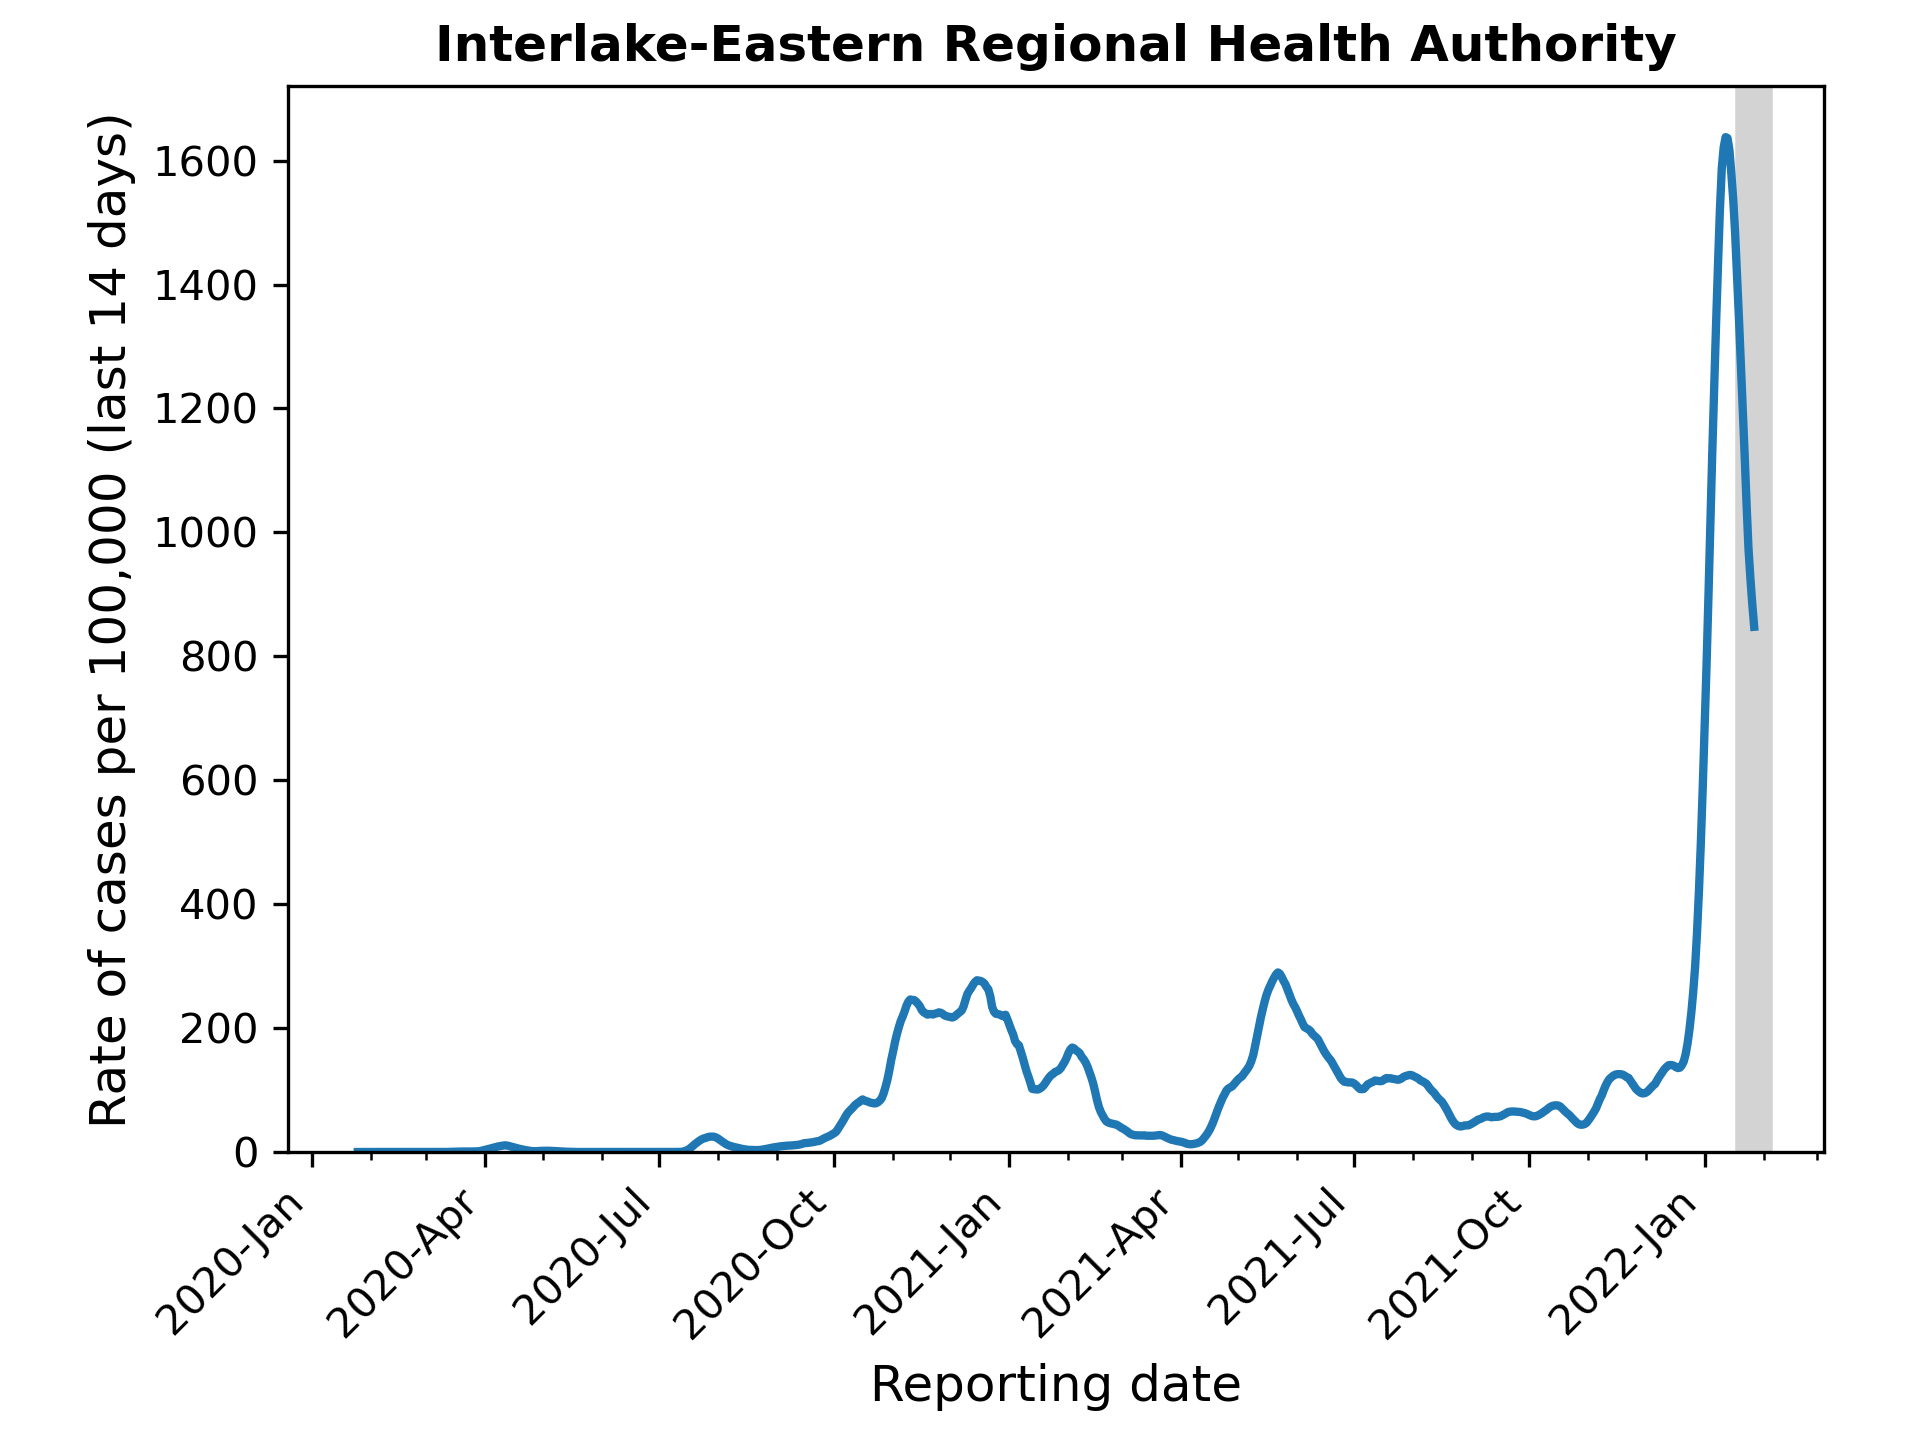 Interlake-Eastern Regional Health Authority
Rate of cases per 100,000 (last 14 days)
1600
1400
1200
1000
800
600
400
200
0
2020-Jan
2020-Apr
2020-Jul
2020-Oct
2021-Jan
2021-Apr
2021-Jul
2021-Oct
2022-Jan
Reporting date